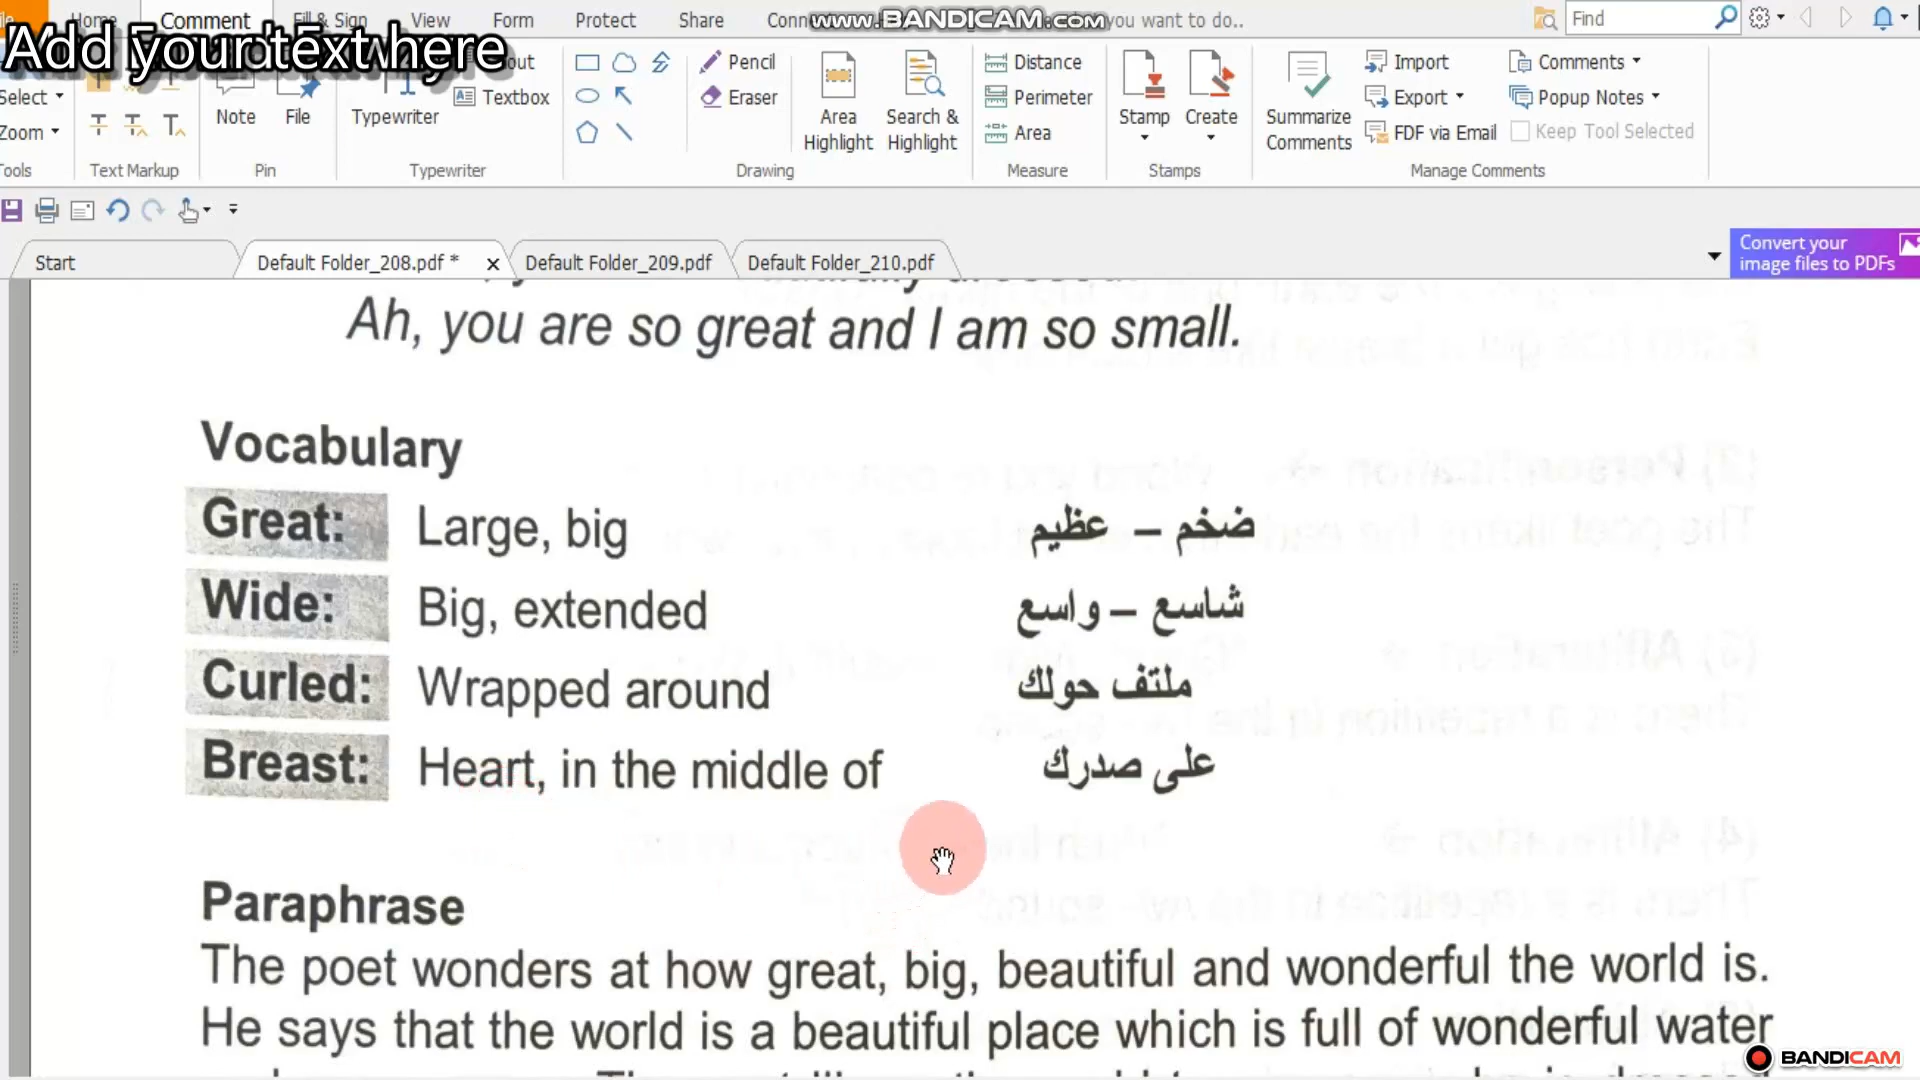 Home Comment Fill & Sign View Form Protect Share
www.BANDICAM.com
you want to do..
Find
Add your text here
Select
Zoom
Tools
Text Markup
Note
File
Pin
Typewriter
Textbox
Typewriter
Pencil
Eraser
Area Highlight
Search & Highlight
Drawing
Distance
Perimeter
Area
Measure
Stamp
Create
Stamps
Summarize Comments
Import
Export
FDF via Email
Comments
Popup Notes
Keep Tool Selected
Manage Comments
Start
Default Folder_208.pdf *
Default Folder_209.pdf
Default Folder_210.pdf
Convert your
image files to PDFs
Ah, you are so great and I am so small.
Vocabulary
Great: Large, big ضخم – عظيم
Wide: Big, extended شاسع – واسع
Curled: Wrapped around ملتف حولك
Breast: Heart, in the middle of على صدرك
Paraphrase
The poet wonders at how great, big, beautiful and wonderful the world is.
He says that the world is a beautiful place which is full of wonderful water
BANDICAM